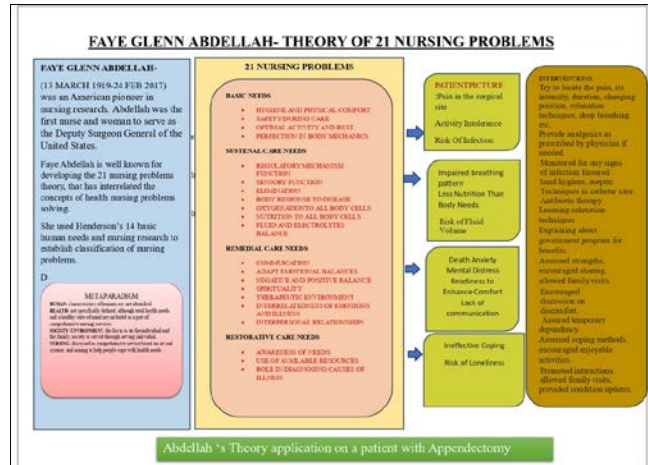 FAYE GLENN ABDELLAH- THEORY OF 21 NURSING PROBLEMS
FAYE GLENN ABDELLAH-
(13 MARCH 1919-24 FEB 2017)
was an American pioneer in
nursing research. Abdellah was the
first nurse and woman to serve as
the Deputy Surgeon General of the
United States.
Faye Abdellah is well known for
developing the 21 nursing problems
theory, that has interrelated the
concepts of health nursing problems
solving.
She used Henderson's 14 basic
human needs and nursing research to
establish classification of nursing
problems.
D
METAPARADIGM
21 NURSING PROBLEMS
BASIC NEEDS
HYGIENE AND PHYSICAL COMFORT
SAFETY DURING CARE
OPTIMAL ACTIVITY AND REST
PERFECTION IN BODY MECHANICS
SUSTENAL CARE NEEDS
REGULATORY MECHANISM
FUNCTION
SENSORY FUNCTION
ELIMINATION
BODY RESPONSE TO DISEASE
OXYGENATION TO ALL BODY CELLS
NUTRITION TO ALL BODY CELLS
FLUID AND ELECTROLYTES
BALANCE
REMEDIAL CARE NEEDS
ADAPT EMOTIONAL BALANCES
NEGATIVE AND POSITIVE BALANCE
SPIRITUALITY
THERAPEUTIC ENVIRONMENT
INTERRELATEDNESS OF EMOTIONS
AND ILLNESS
INTERPERSONAL RELATIONSHIPS
RESTORATIVE CARE NEEDS
AWARENESS OF NEEDS
USE OF AVAILABLE RESOURCES
ROLE IN DIAGNOSING CAUSES OF
ILLNESS
PATIENT PICTURE
:Pain in the surgical
site
Activity Intolerance
Risk Of Infection
Impaired breathing
pattern
Less Nutrition Than
Body Needs
Risk of Fluid
Volume
Death Anxiety
Mental Distress
Readiness to
Enhance Comfort
Lack of
communication
Ineffective Coping
Risk of Loneliness
INTERVENTIONS
Try to locate the pain, its
intensity, duration, changing
position, relaxation
techniques, deep breathing
etc.
Provide analgesics as
prescribed by physician if
needed.
Monitored for any signs
of infection,
hand hygiene, aseptic
Techniques in catheter care
Antibiotic therapy
Learning relaxation
techniques
Explaining about
government program for
benefits.
Assessed strengths,
encouraged sharing,
allowed family visits.
Encouraged
discussion on
discomfort.
Assessed temporary
dependency.
Assessed coping methods,
encouraged enjoyable
activities.
Promoted interactions,
allowed family visits,
provided condition updates.
Abdellah 's Theory application on a patient with Appendectomy